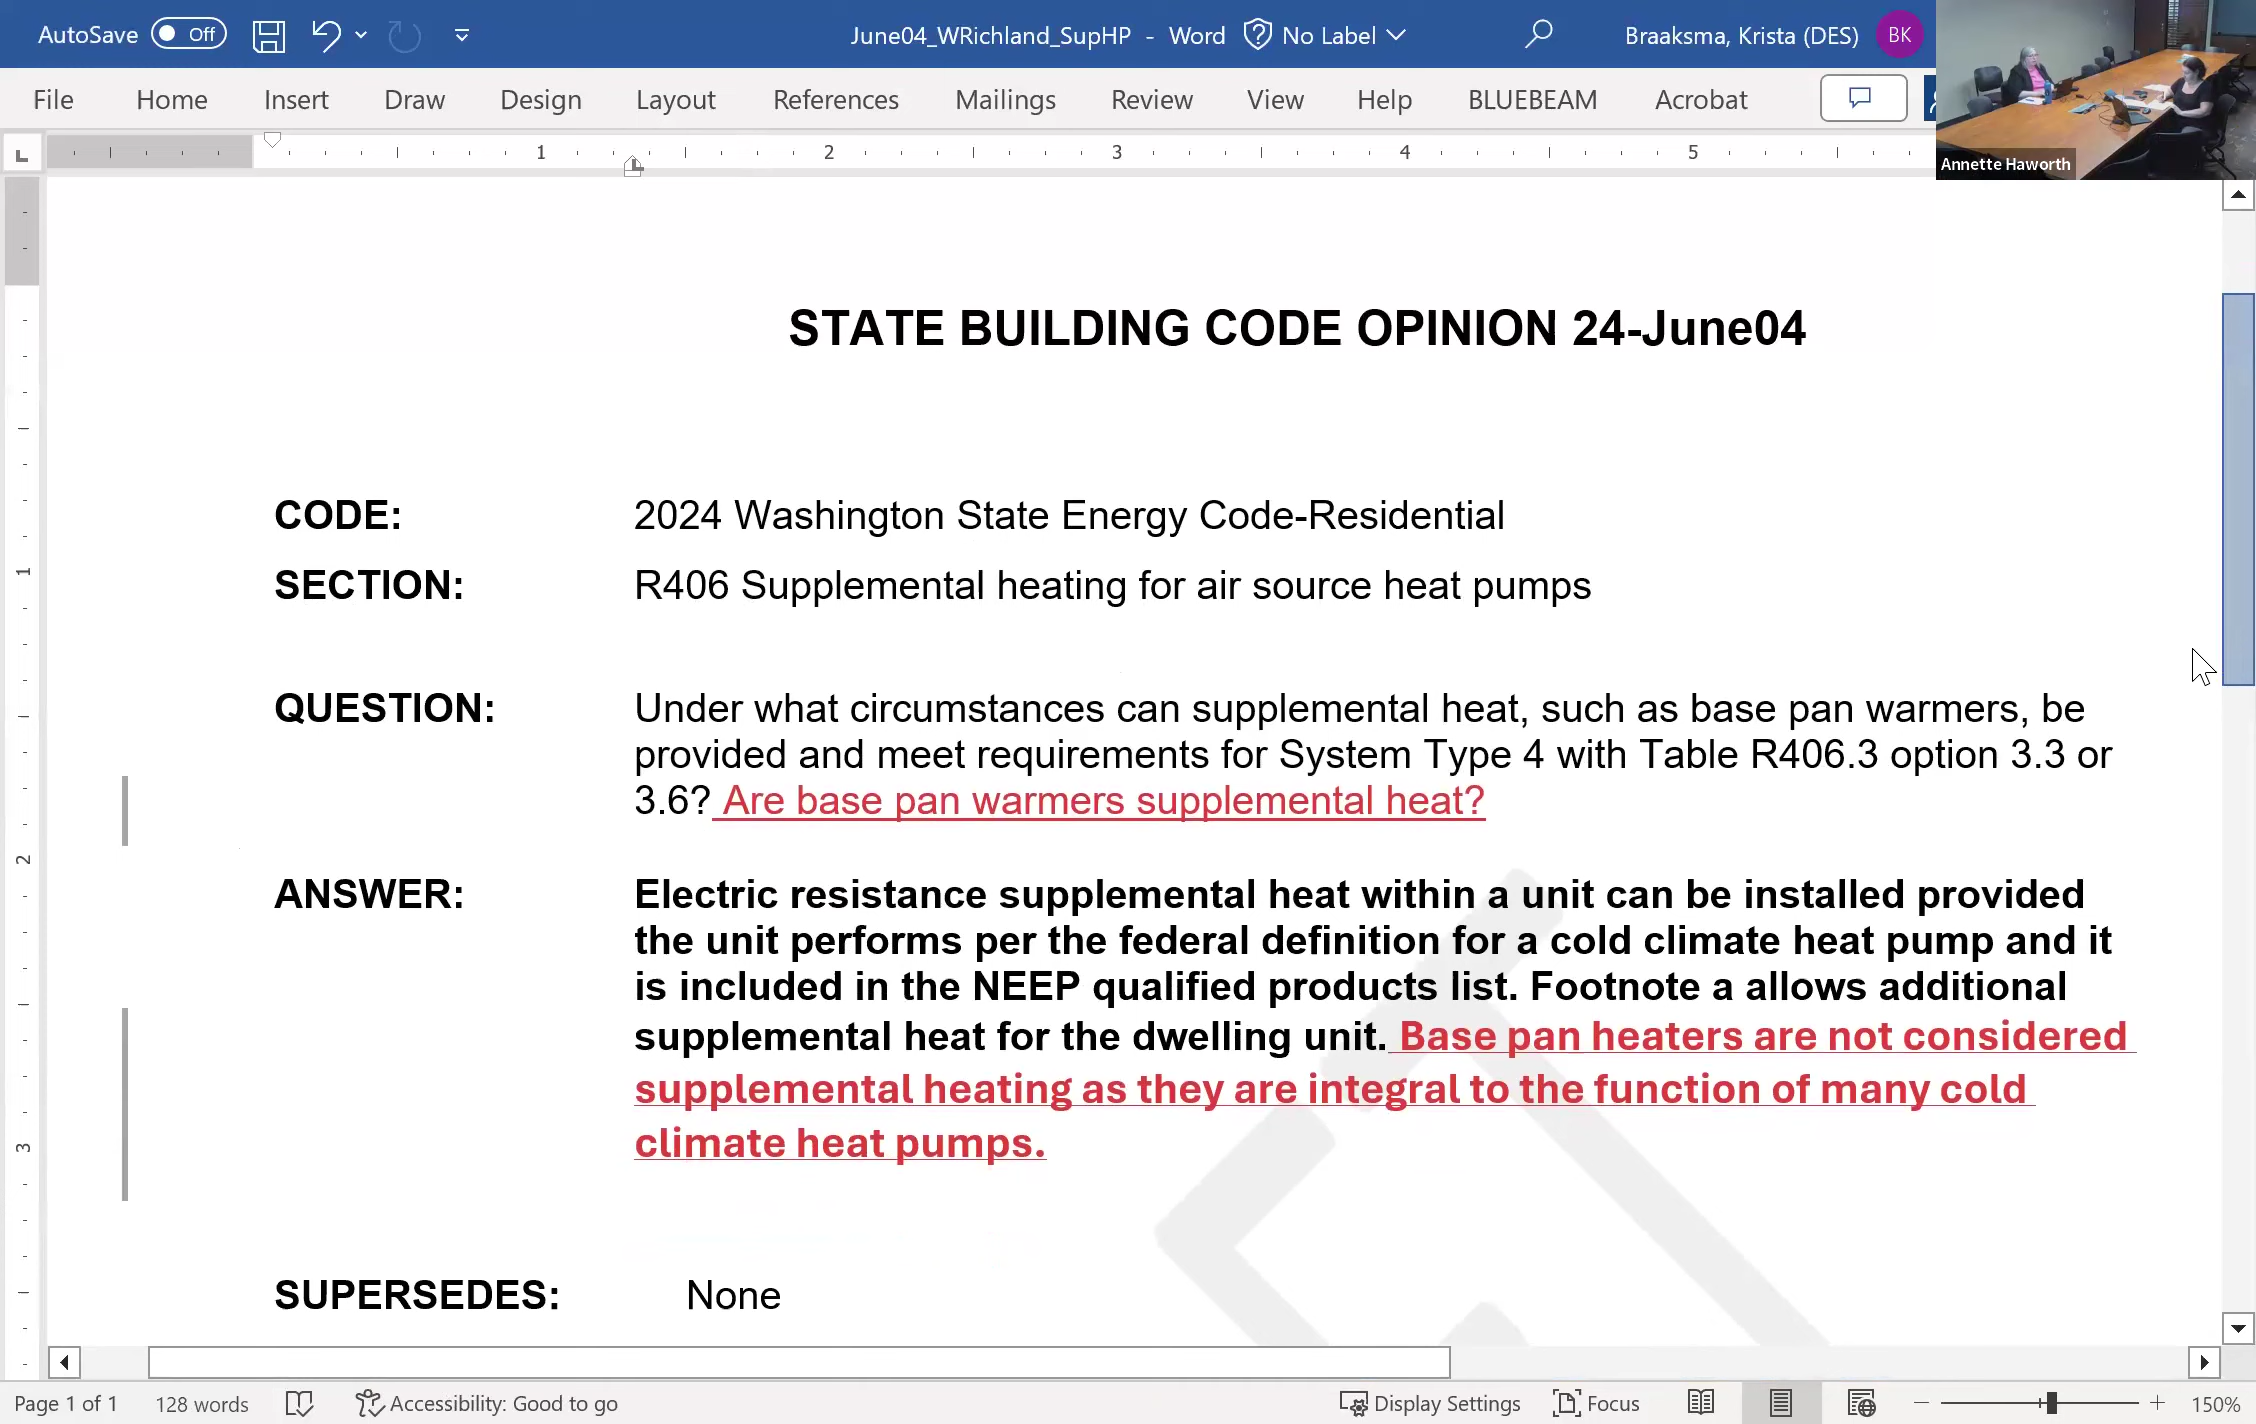 AutoSave Off June04_WRichland_SupHP - Word No Label Braaksma, Krista (DES) BK
File Home Insert Draw Design Layout References Mailings Review View Help BLUEBEAM Acrobat
Annette Haworth
1 2 3 4 5
STATE BUILDING CODE OPINION 24-June04
CODE: 2024 Washington State Energy Code-Residential
SECTION: R406 Supplemental heating for air source heat pumps
QUESTION: Under what circumstances can supplemental heat, such as base pan warmers, be
provided and meet requirements for System Type 4 with Table R406.3 option 3.3 or
3.6? Are base pan warmers supplemental heat?
ANSWER: Electric resistance supplemental heat within a unit can be installed provided
the unit performs per the federal definition for a cold climate heat pump and it
is included in the NEEP qualified products list. Footnote a allows additional
supplemental heat for the dwelling unit. Base pan heaters are not considered
supplemental heating as they are integral to the function of many cold
climate heat pumps.
SUPERSEDES: None
1
2
3
Page 1 of 1 128 words Accessibility: Good to go Display Settings Focus 150%